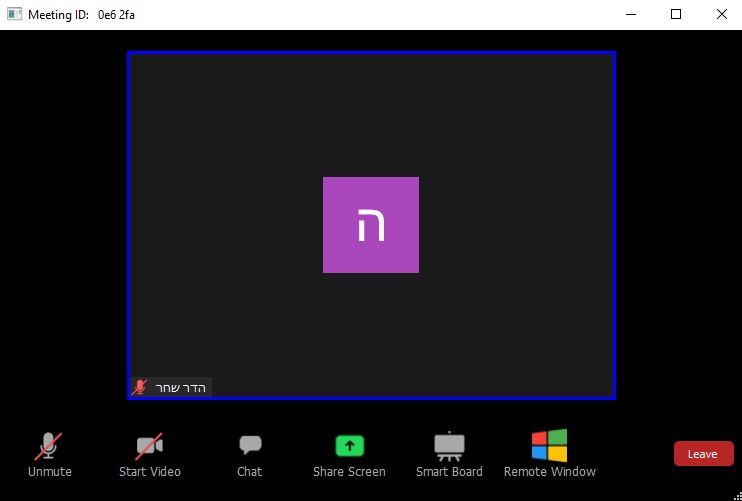 Meeting ID: 0e6 2fa
ה
הדר שחר
Unmute
Start Video
Chat
Share Screen
Smart Board
Remote Window
Leave